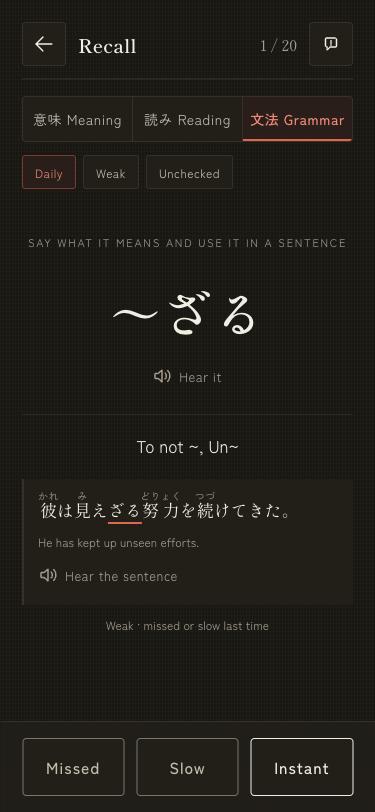 Recall
1 / 20
意味 Meaning
読み Reading
文法 Grammar
Daily
Weak
Unchecked
SAY WHAT IT MEANS AND USE IT IN A SENTENCE
〜ざる
Hear it
To not ~, Un~
かれ み どりょく つづ
彼は見えざる努力を続けてきた。
He has kept up unseen efforts.
Hear the sentence
Weak · missed or slow last time
Missed
Slow
Instant